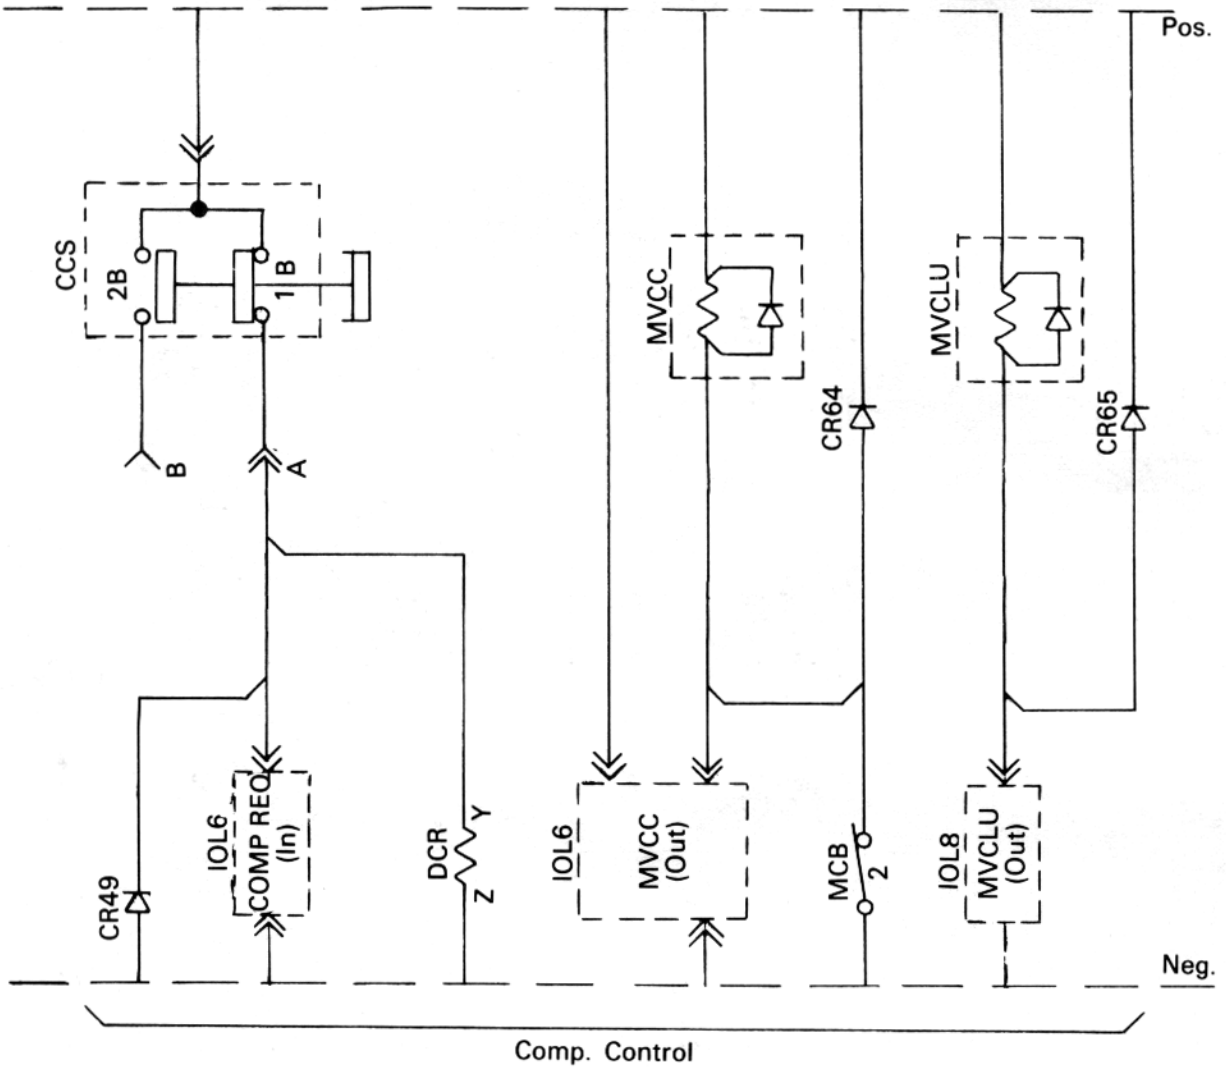 Pos.
CCS
2B
1 B
B
A
MVCC
CR64
MVCLU
CR65
CR49
IOL6
COMP REQ
(In)
DCR
Y
Z
IOL6
MVCC
(Out)
MCB
2
IOL8
MVCLU
(Out)
Neg.
Comp. Control